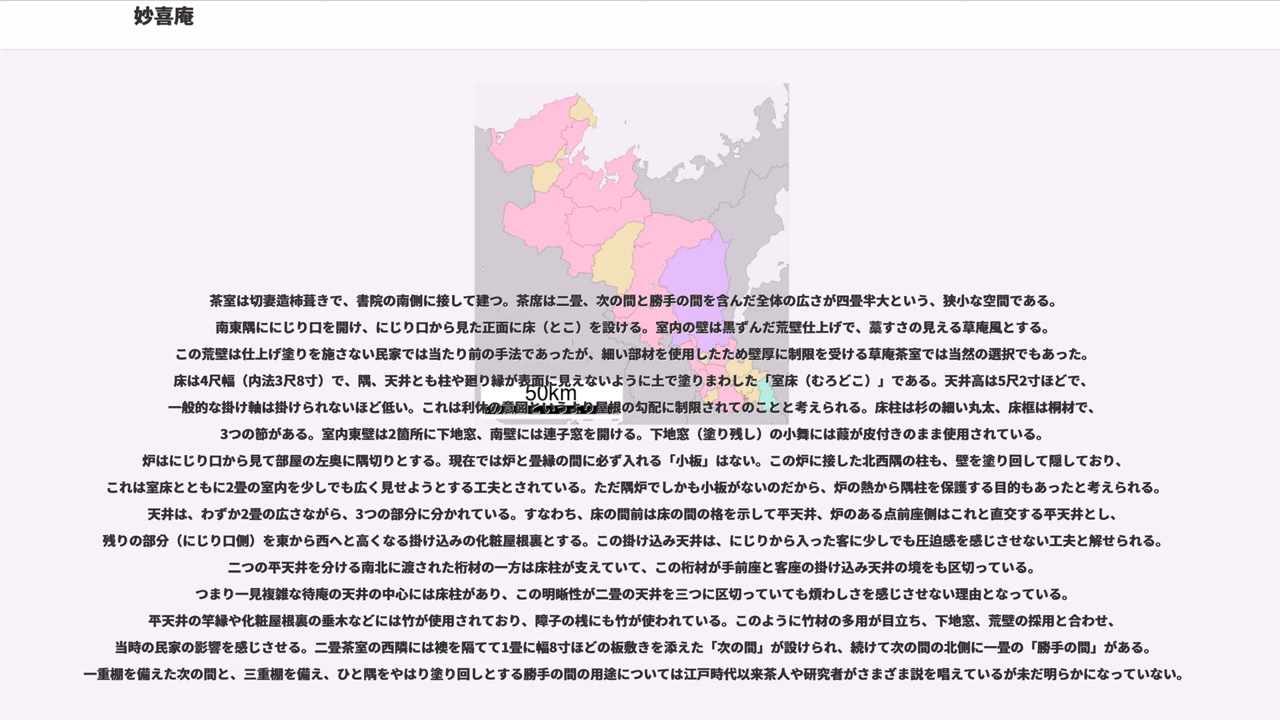 妙喜庵
茶室は切妻造杮葺きで、書院の南側に接して建つ。茶席は二畳、次の間と勝手の間を含んだ全体の広さが四畳半大という、狭小な空間である。
南東隅ににじり口を開け、にじり口から見た正面に床（とこ）を設ける。室内の壁は黒ずんだ荒壁仕上げで、藁すさの見える草庵風とする。
この荒壁は仕上げ塗りを施さない民家では当たり前の手法であったが、細い部材を使用したため壁厚に制限を受ける草庵茶室では当然の選択でもあった。
床は4尺幅（内法3尺8寸）で、隅、天井とも柱や廻り縁が表面に見えないように土で塗りまわした「室床（むろどこ）」である。天井高は5尺2寸ほどで、
50km
一般的な掛け軸は掛けられないほど低い。これは利休の意図というより屋根の勾配に制限されてのことと考えられる。床柱は杉の細い丸太、床框は桐材で、
3つの節がある。室内東壁は2箇所に下地窓、南壁には連子窓を開ける。下地窓（塗り残し）の小舞には葭が皮付きのまま使用されている。
炉はにじり口から見て部屋の左奥に隅切りとする。現在では炉と畳縁の間に必ず入れる「小板」はない。この炉に接した北西隅の柱も、壁を塗り回して隠しており、
これは室床とともに2畳の室内を少しでも広く見せようとする工夫とされている。ただ隅炉でしかも小板がないのだから、炉の熱から隅柱を保護する目的もあったと考えられる。
天井は、わずか2畳の広さながら、3つの部分に分かれている。すなわち、床の間前は床の間の格を示して平天井、炉のある点前座側はこれと直交する平天井とし、
残りの部分（にじり口側）を東から西へと高くなる掛け込みの化粧屋根裏とする。この掛け込み天井は、にじりから入った客に少しでも圧迫感を感じさせない工夫と解せられる。
二つの平天井を分ける南北に渡された桁材の一方は床柱が支えていて、この桁材が手前座と客座の掛け込み天井の境をも区切っている。
つまり一見複雑な待庵の天井の中心には床柱があり、この明晰性が二畳の天井を三つに区切っていても煩わしさを感じさせない理由となっている。
平天井の竿縁や化粧屋根裏の垂木などには竹が使用されており、障子の桟にも竹が使われている。このように竹材の多用が目立ち、下地窓、荒壁の採用と合わせ、
当時の民家の影響を感じさせる。二畳茶室の西隣には襖を隔てて1畳に幅8寸ほどの板敷きを添えた「次の間」が設けられ、続けて次の間の北側に一畳の「勝手の間」がある。
一重棚を備えた次の間と、三重棚を備え、ひと隅をやはり塗り回しとする勝手の間の用途については江戸時代以来茶人や研究者がさまざま説を唱えているが未だ明らかになっていない。